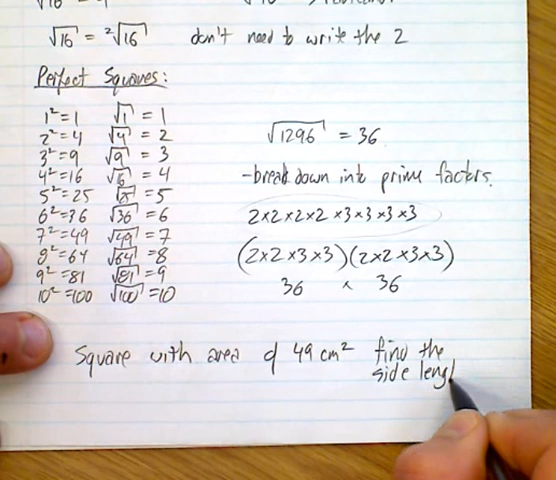 √16 = ²√16 don't need to write the 2
Perfect Squares:
1²=1 √1 = 1
2²=4 √4 = 2
3²=9 √9 = 3
4²=16 √16 = 4
5²=25 √25 = 5
6²=36 √36 = 6
7²=49 √49 = 7
8²=64 √64 = 8
9²=81 √81 = 9
10²=100 √100 = 10
√1296 = 36
-break down into prime factors.
2×2×2×2×3×3×3×3
(2×2×3×3)(2×2×3×3)
36 × 36
Square with area of 49 cm² find the
side leng